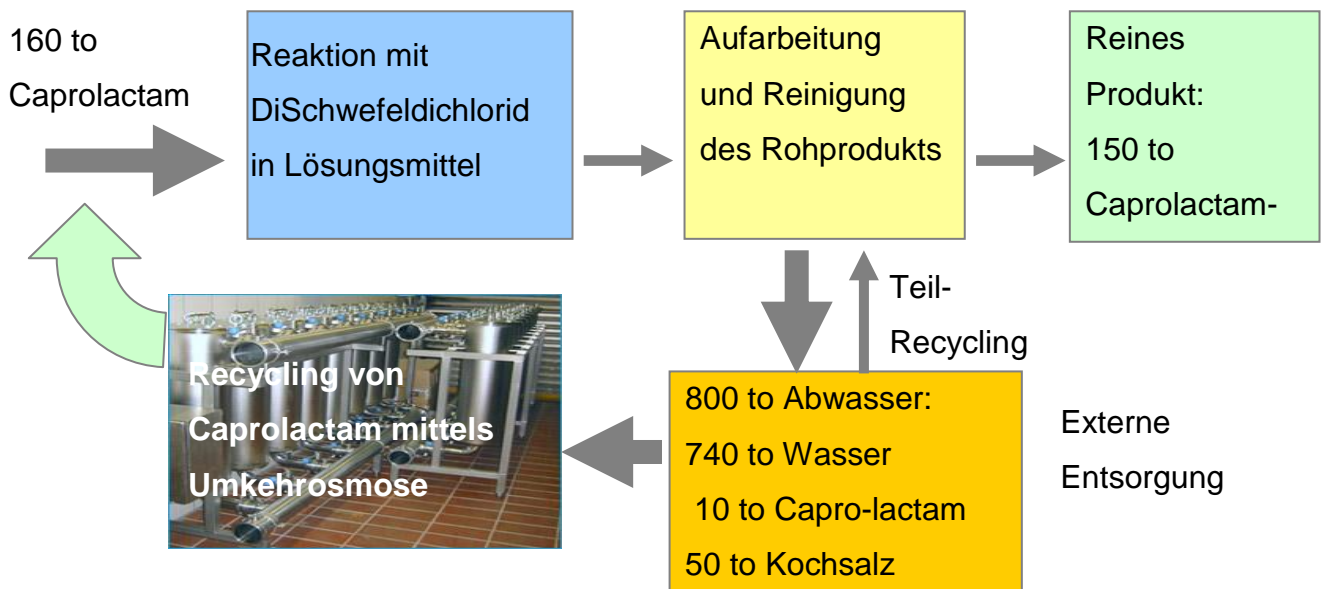 160 to
Caprolactam
Reaktion mit
DiSchwefeldichlorid
in Lösungsmittel
Aufarbeitung
und Reinigung
des Rohprodukts
Reines
Produkt:
150 to
Caprolactam-
Teil-
Recycling
Recycling von
Caprolactam mittels
Umkehrosmose
800 to Abwasser:
740 to Wasser
10 to Capro-lactam
50 to Kochsalz
Externe
Entsorgung